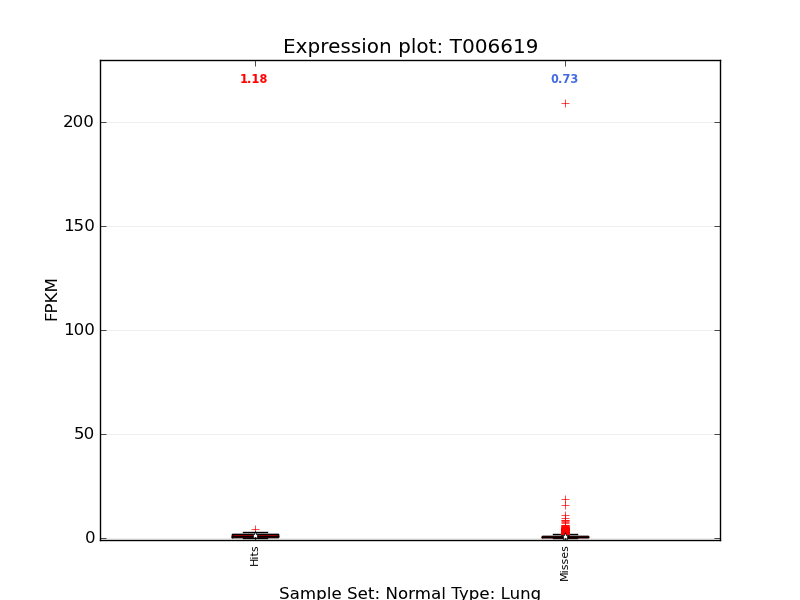 Expression plot: T006619
1.18
0.73
200
150
100
50
0
FPKM
Hits
Misses
Sample Set: Normal Type: Lung